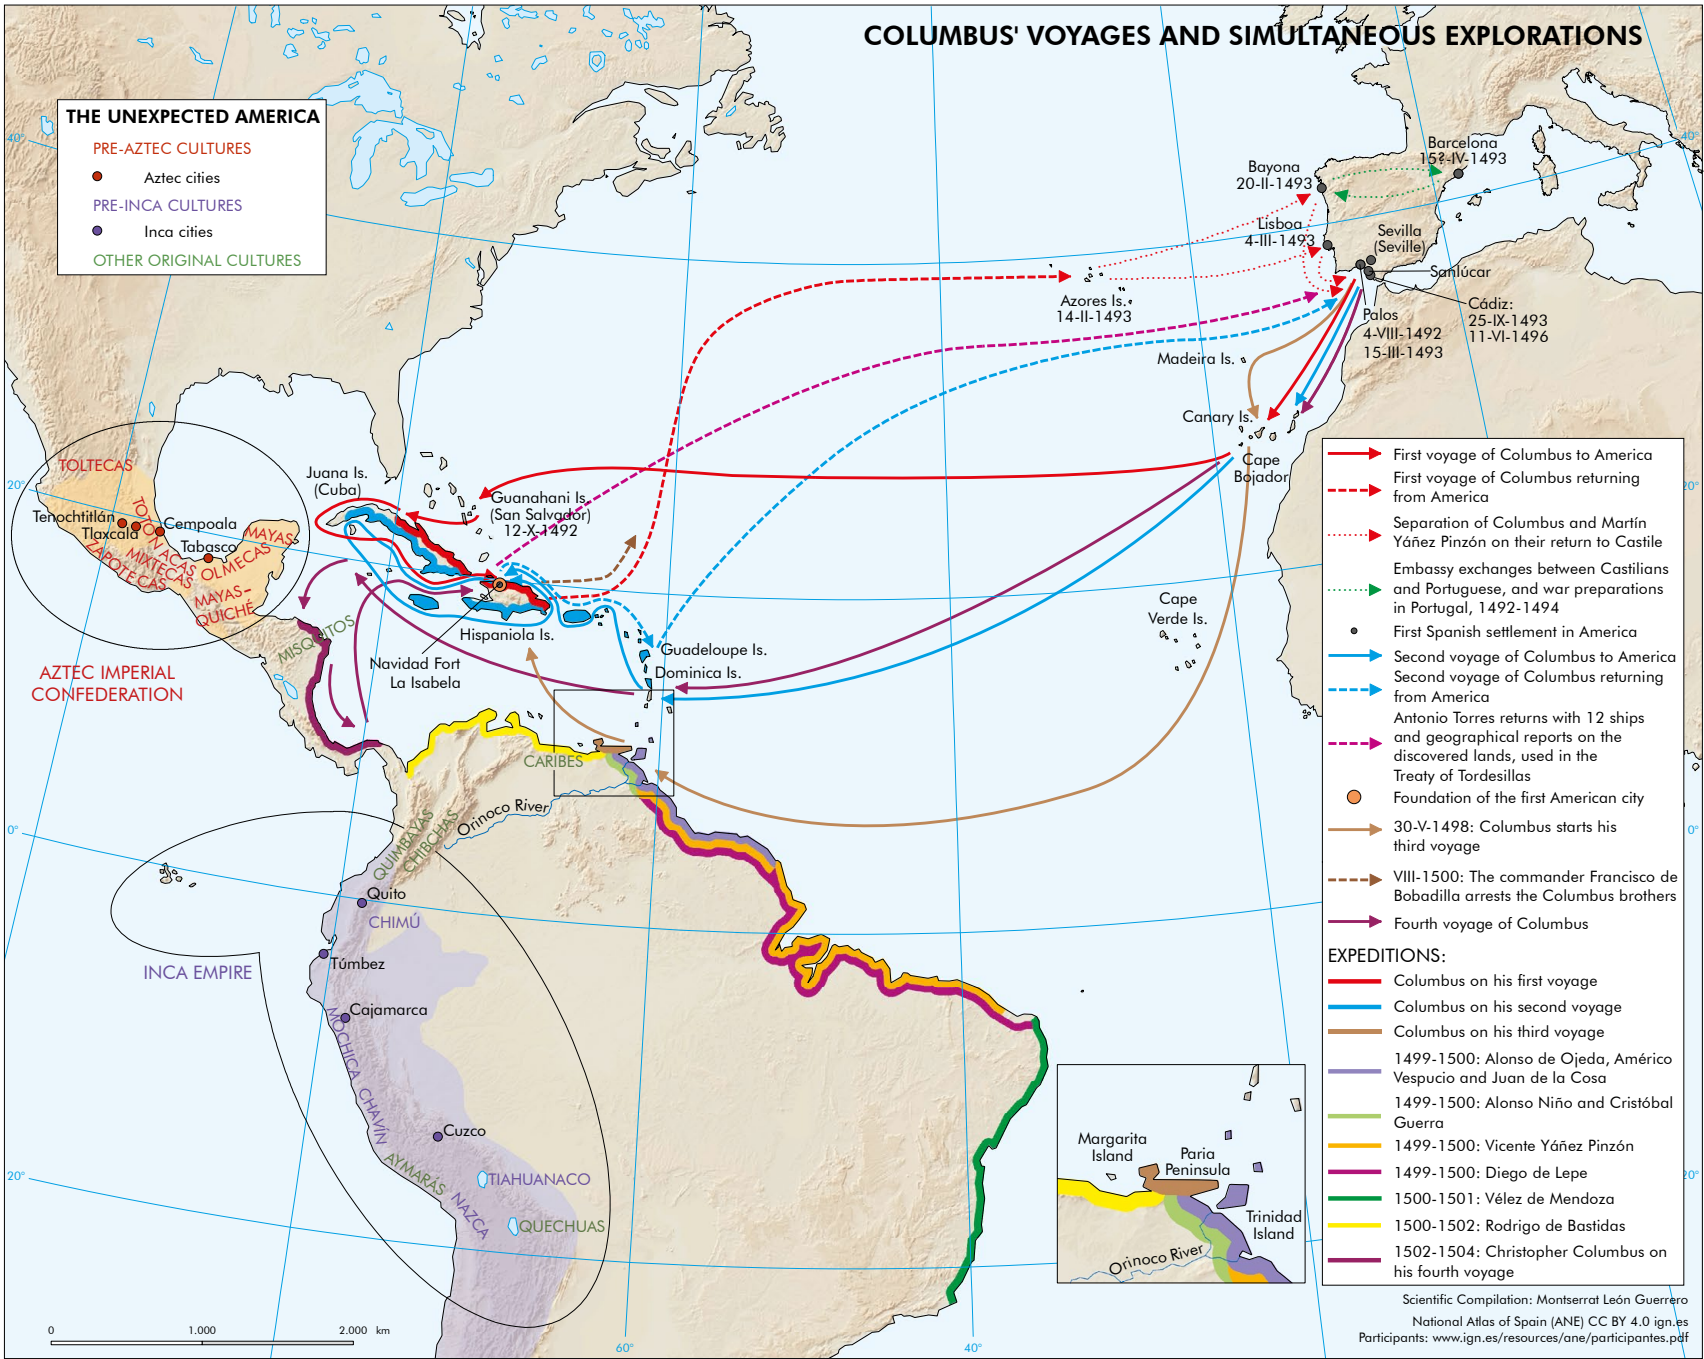 COLUMBUS' VOYAGES AND SIMULTANEOUS EXPLORATIONS
THE UNEXPECTED AMERICA
PRE-AZTEC CULTURES
Aztec cities
PRE-INCA CULTURES
Inca cities
OTHER ORIGINAL CULTURES
40°
40°
20°
20°
0°
0°
20°
20°
60°
40°
Barcelona
15?-IV-1493
Bayona
20-II-1493
Lisboa
4-III-1493
Sevilla
(Seville)
Sanlúcar
Cádiz:
25-IX-1493
11-VI-1496
Palos
4-VIII-1492
15-III-1493
Azores Is.
14-II-1493
Madeira Is.
Canary Is.
Cape
Bojador
Cape
Verde Is.
Juana Is.
(Cuba)
Guanahani Is.
(San Salvador)
12-X-1492
Hispaniola Is.
Navidad Fort
La Isabela
Guadeloupe Is.
Dominica Is.
TOLTECAS
Tenochtitlán
Tlaxcala
TOTONACAS
Cempoala
Tabasco
MAYAS
OLMECAS
MIXTECAS
ZAPOTECAS
MAYAS-
QUICHÉ
MISQUITOS
AZTEC IMPERIAL
CONFEDERATION
CARIBES
Orinoco River
QUIMBAYAS
CHIBCHAS
Quito
CHIMÚ
Túmbez
INCA EMPIRE
Cajamarca
MOCHICA
CHAVÍN
Cuzco
AYMARÁS
TIAHUANACO
NAZCA
QUECHUAS
Margarita
Island
Paria
Peninsula
Trinidad
Island
Orinoco River
First voyage of Columbus to America
First voyage of Columbus returning
from America
Separation of Columbus and Martín
Yáñez Pinzón on their return to Castile
Embassy exchanges between Castilians
and Portuguese, and war preparations
in Portugal, 1492-1494
First Spanish settlement in America
Second voyage of Columbus to America
Second voyage of Columbus returning
from America
Antonio Torres returns with 12 ships
and geographical reports on the
discovered lands, used in the
Treaty of Tordesillas
Foundation of the first American city
30-V-1498: Columbus starts his
third voyage
VIII-1500: The commander Francisco de
Bobadilla arrests the Columbus brothers
Fourth voyage of Columbus
EXPEDITIONS:
Columbus on his first voyage
Columbus on his second voyage
Columbus on his third voyage
1499-1500: Alonso de Ojeda, Américo
Vespucio and Juan de la Cosa
1499-1500: Alonso Niño and Cristóbal
Guerra
1499-1500: Vicente Yáñez Pinzón
1499-1500: Diego de Lepe
1500-1501: Vélez de Mendoza
1500-1502: Rodrigo de Bastidas
1502-1504: Christopher Columbus on
his fourth voyage
0 1.000 2.000 km
Scientific Compilation: Montserrat León Guerrero
National Atlas of Spain (ANE) CC BY 4.0 ign.es
Participants: www.ign.es/resources/ane/participantes.pdf